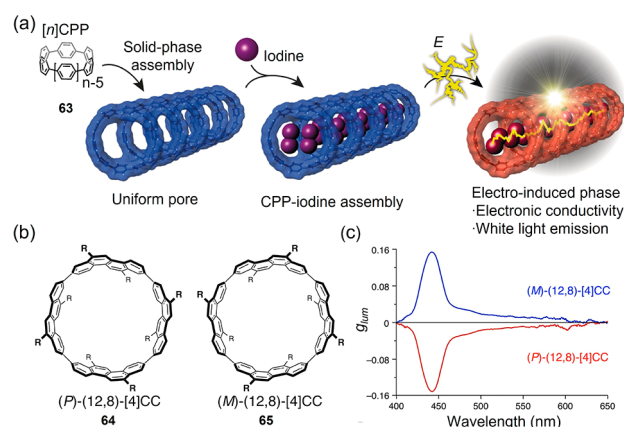 (a)
[n]CPP
n-5
63
Solid-phase
assembly
Iodine
E
Uniform pore
CPP-iodine assembly
Electro-induced phase
·Electronic conductivity
·White light emission
(b)
R
R
R
R
R
R
R
R
(P)-(12,8)-[4]CC
64
R
R
R
R
R
R
R
R
(M)-(12,8)-[4]CC
65
(c)
0.16
0.08
0
-0.08
-0.16
glum
(M)-(12,8)-[4]CC
(P)-(12,8)-[4]CC
400 450 500 550 600 650
Wavelength (nm)